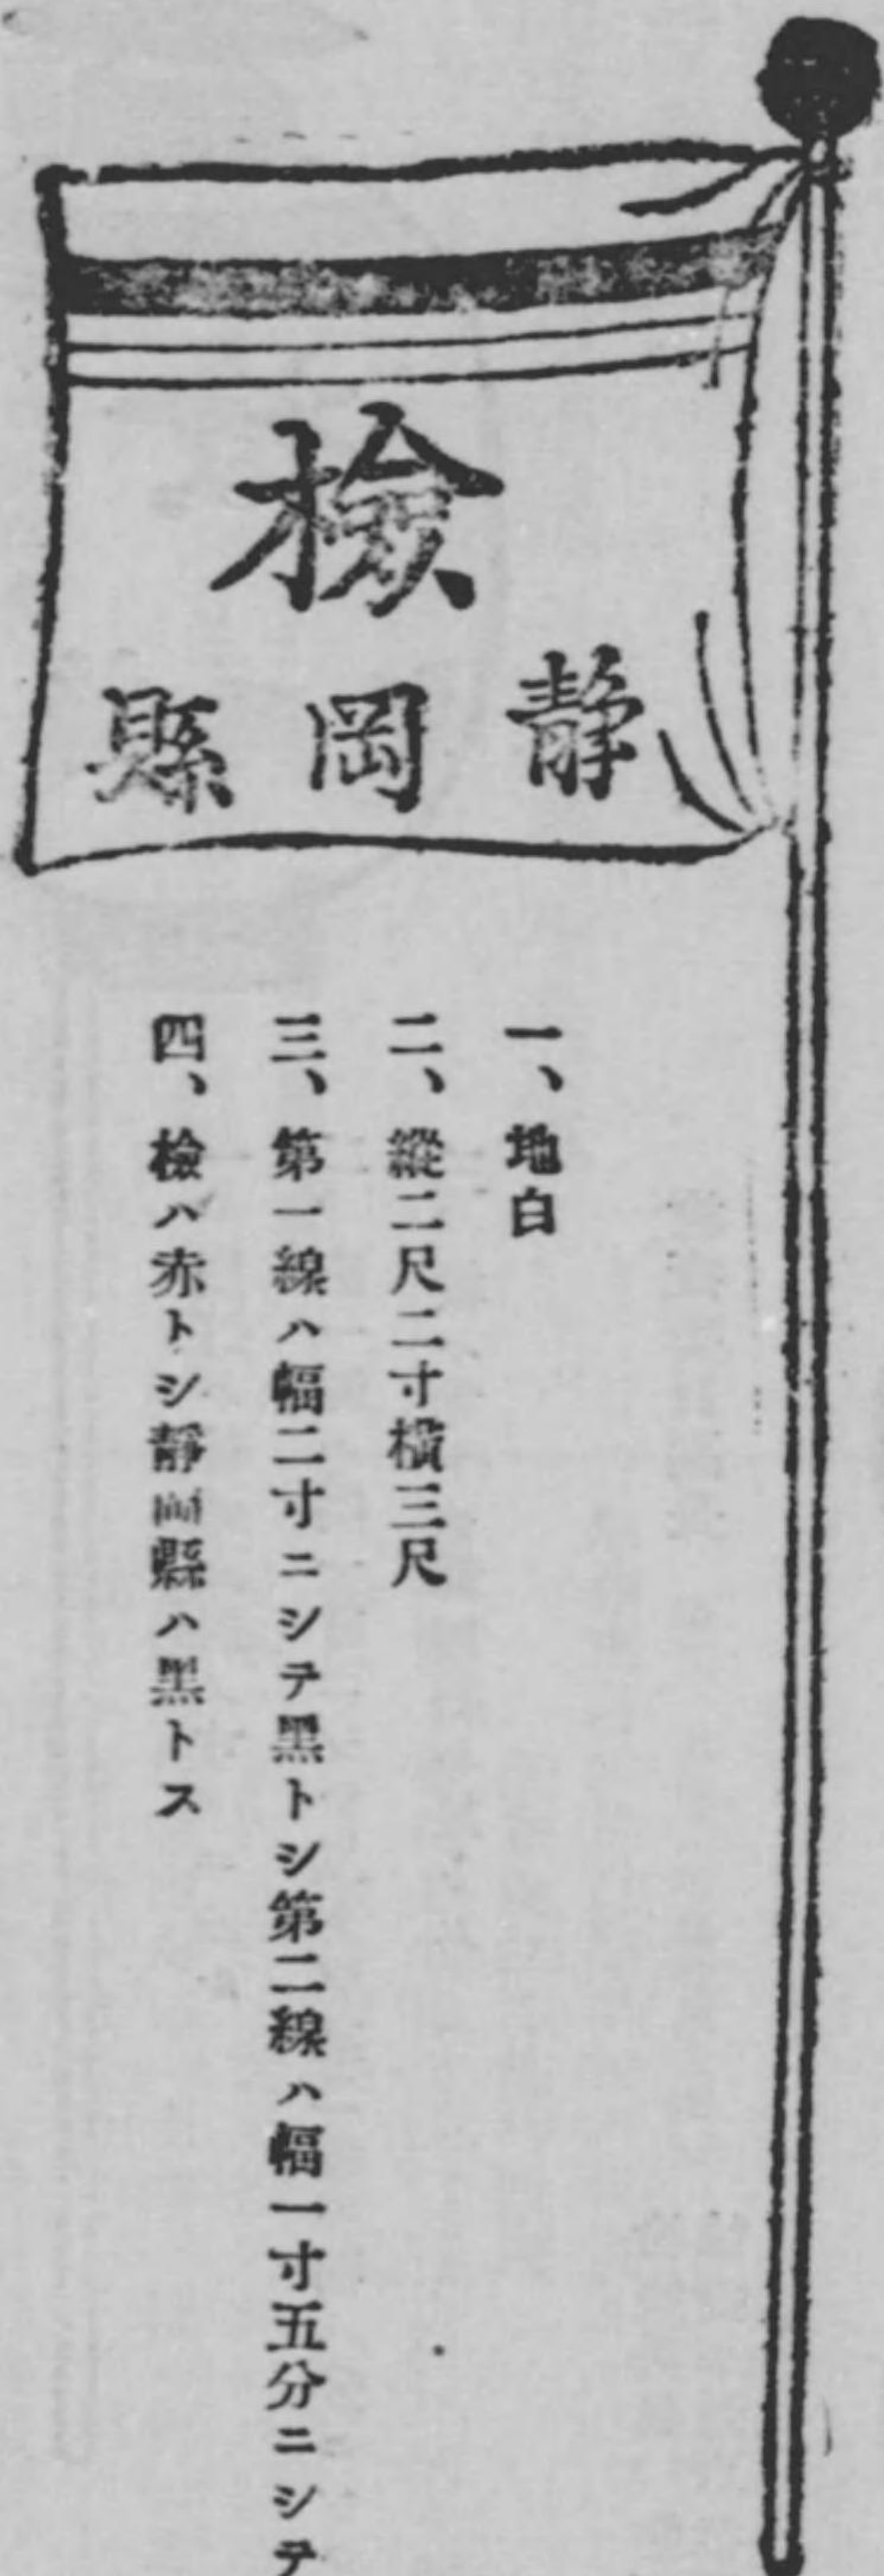 檢
靜岡縣
一、地白
二、縱二尺二寸橫三尺
三、第一線ハ幅二寸ニシテ黑トシ第二線ハ幅一寸五分ニシテ
四、檢ハ赤トシ靜岡縣ハ黑トス